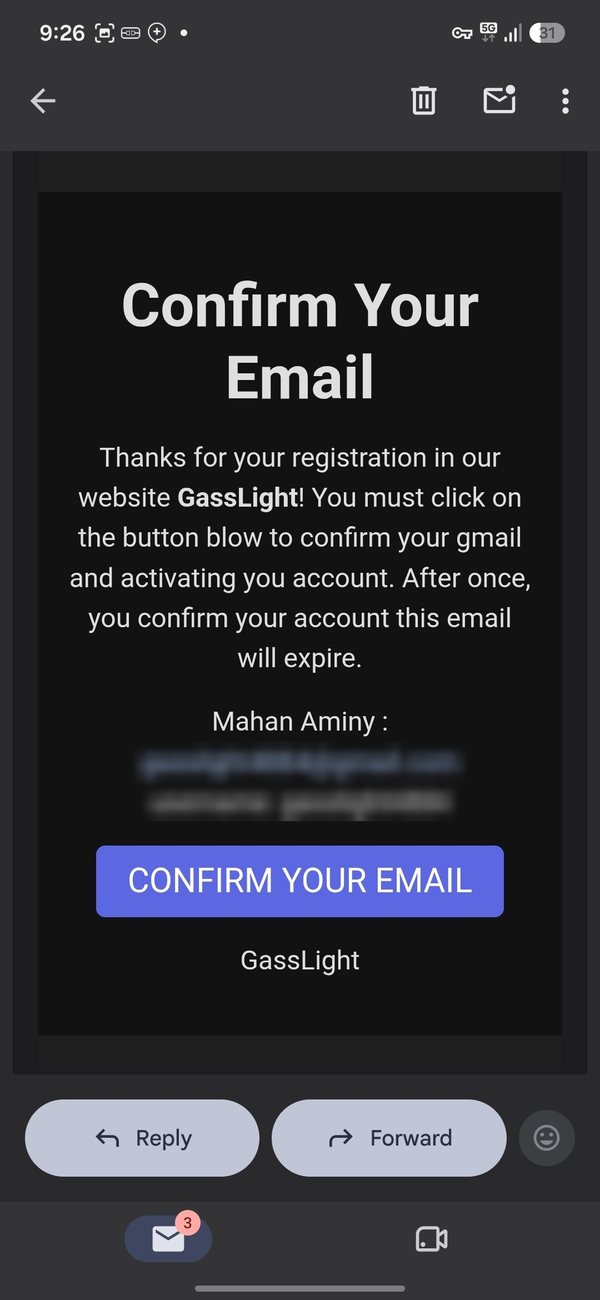 9:26
5G
31
Confirm Your
Email
Thanks for your registration in our
website GassLight! You must click on
the button blow to confirm your gmail
and activating you account. After once,
you confirm your account this email
will expire.
Mahan Aminy :
CONFIRM YOUR EMAIL
GassLight
Reply
Forward
3